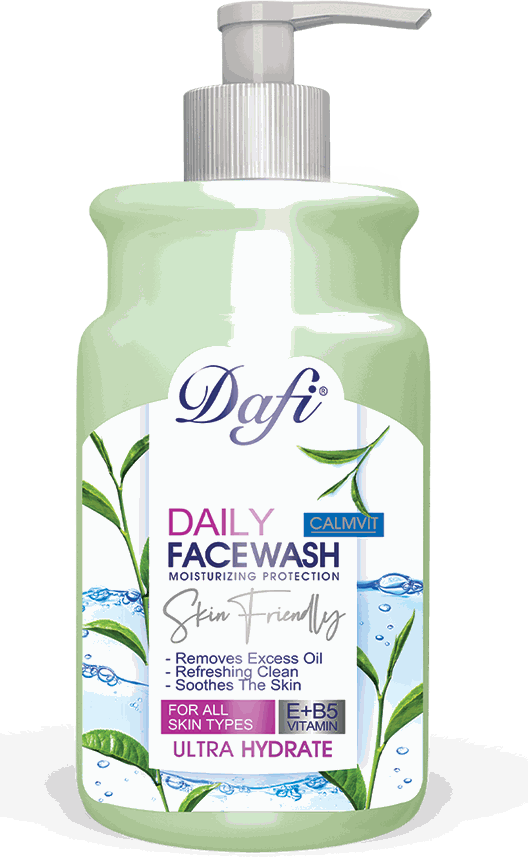 Dafi®
DAILY
CALMVIT
FACEWASH
MOISTURIZING PROTECTION
Skin Friendly
- Removes Excess Oil
- Refreshing Clean
- Soothes The Skin
FOR ALL
SKIN TYPES
E+B5
VITAMIN
ULTRA HYDRATE